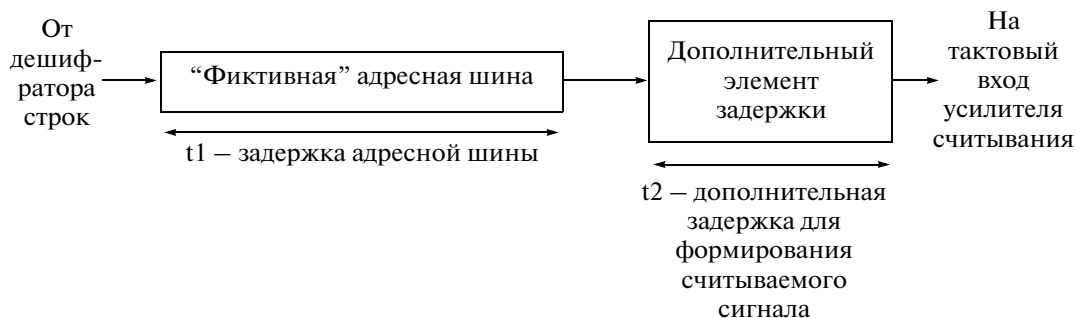 От
дешиф-
ратора
строк
“Фиктивная” адресная шина
t1 – задержка адресной шины
Дополнительный
элемент
задержки
t2 – дополнительная
задержка для
формирования
считываемого
сигнала
На
тактовый
вход
усилителя
считывания